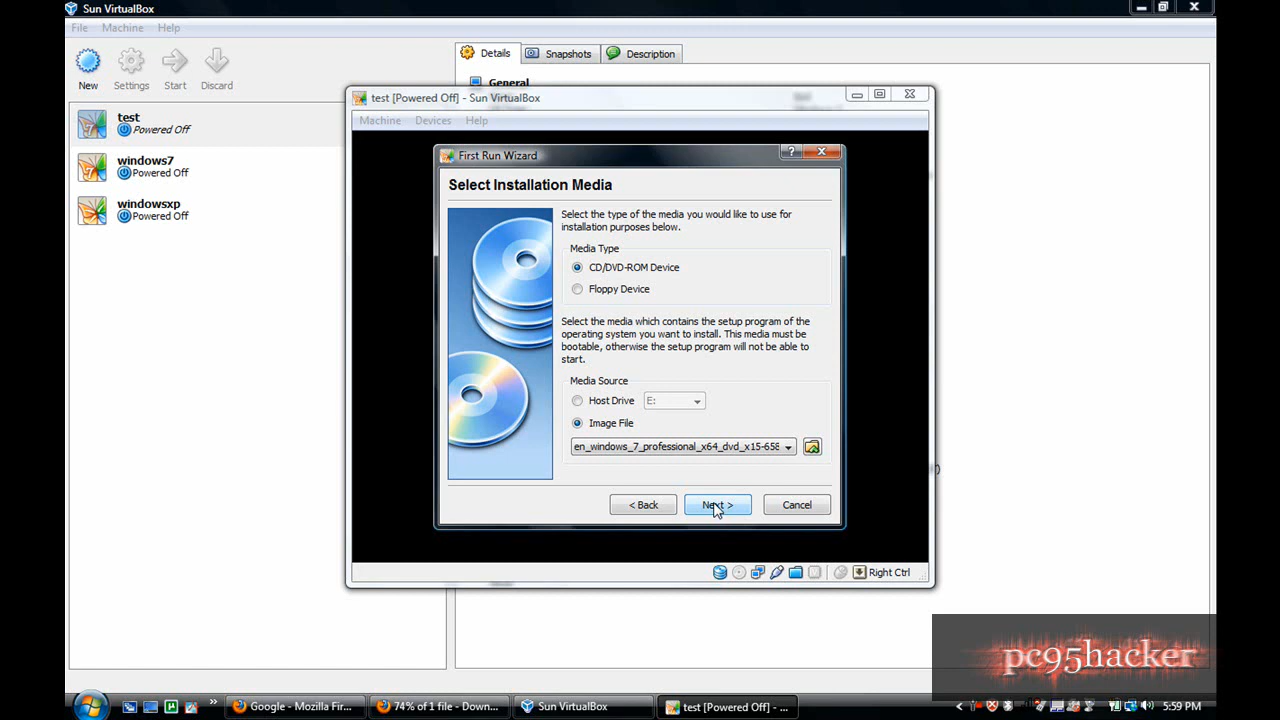 Sun VirtualBox
File Machine Help
New Settings Start Discard
Details Snapshots Description
General
test
Powered Off
windows7
Powered Off
windowsxp
Powered Off
test [Powered Off] - Sun VirtualBox
Machine Devices Help
First Run Wizard
Select Installation Media
Select the type of the media you would like to use for
installation purposes below.
Media Type
CD/DVD-ROM Device
Floppy Device
Select the media which contains the setup program of the
operating system you want to install. This media must be
bootable, otherwise the setup program will not be able to
start.
Media Source
Host Drive E:
Image File
en_windows_7_professional_x64_dvd_x15-658
< Back Next > Cancel
Right Ctrl
pc95hacker
Google - Mozilla Fir... 74% of 1 file - Down... Sun VirtualBox test [Powered Off] - ... 5:59 PM